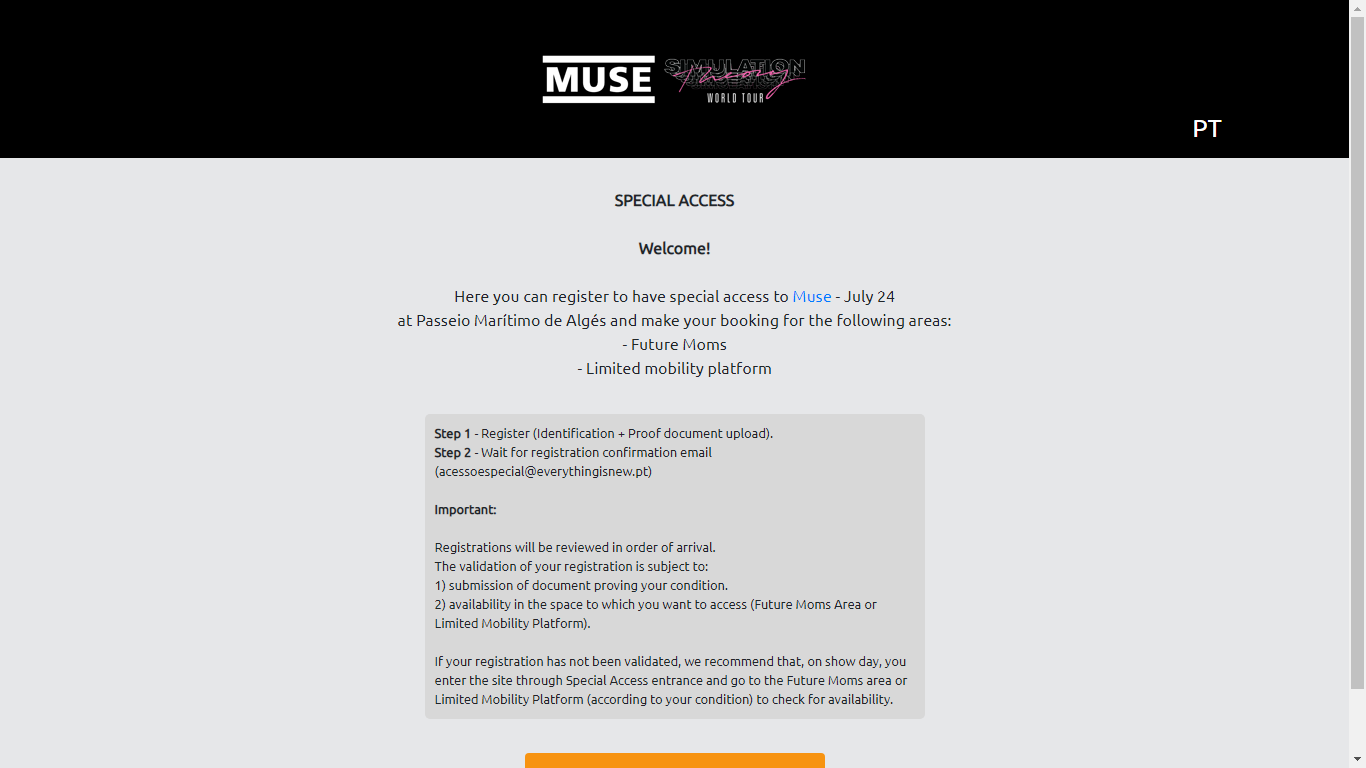 MUSE
SIMULATION
Theory
WORLD TOUR
PT
SPECIAL ACCESS
Welcome!
Here you can register to have special access to Muse - July 24
at Passeio Marítimo de Algés and make your booking for the following areas:
- Future Moms
- Limited mobility platform
Step 1 - Register (Identification + Proof document upload).
Step 2 - Wait for registration confirmation email
(acessoespecial@everythingisnew.pt)
Important:
Registrations will be reviewed in order of arrival.
The validation of your registration is subject to:
1) submission of document proving your condition.
2) availability in the space to which you want to access (Future Moms Area or
Limited Mobility Platform).
If your registration has not been validated, we recommend that, on show day, you
enter the site through Special Access entrance and go to the Future Moms area or
Limited Mobility Platform (according to your condition) to check for availability.